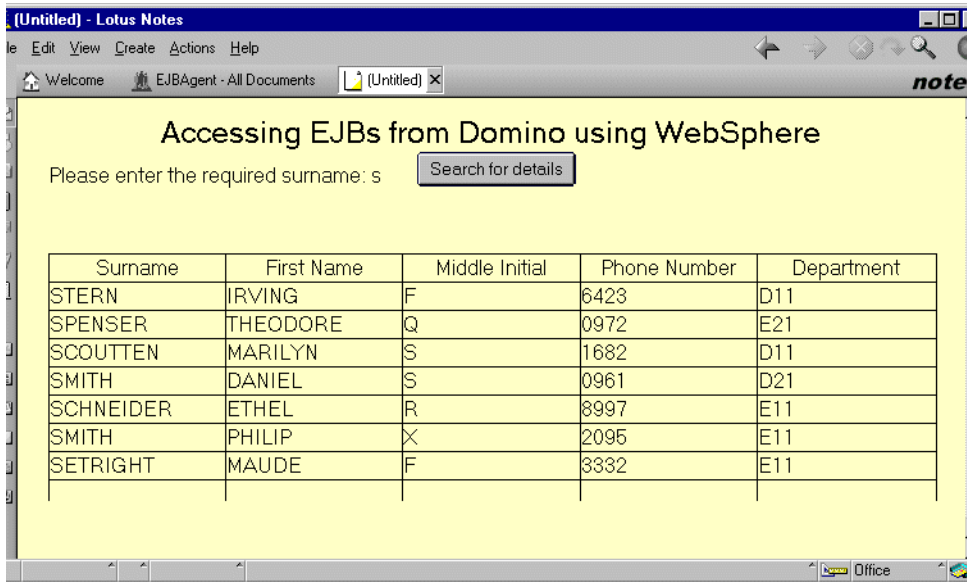 (Untitled) - Lotus Notes
le Edit View Create Actions Help
Welcome EJBAgent - All Documents (Untitled) note
Accessing EJBs from Domino using WebSphere
Please enter the required surname: s Search for details
Surname First Name Middle Initial Phone Number Department
STERN IRVING F 6423 D11
SPENSER THEODORE Q 0972 E21
SCOUTTEN MARILYN S 1682 D11
SMITH DANIEL S 0961 D21
SCHNEIDER ETHEL R 8997 E11
SMITH PHILIP X 2095 E11
SETRIGHT MAUDE F 3332 E11
Office